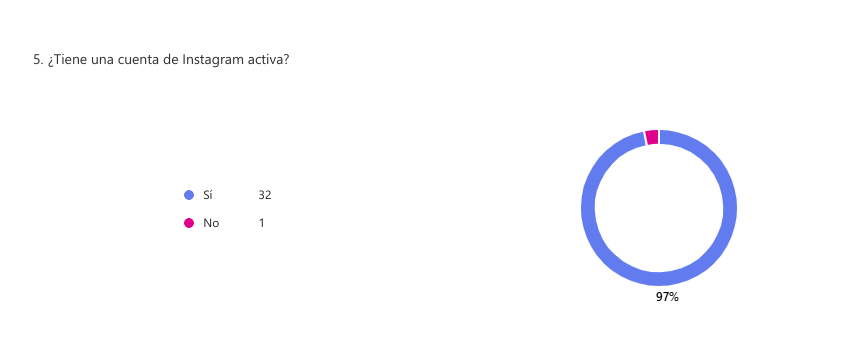 5. ¿Tiene una cuenta de Instagram activa?
Sí 32
No 1
97%